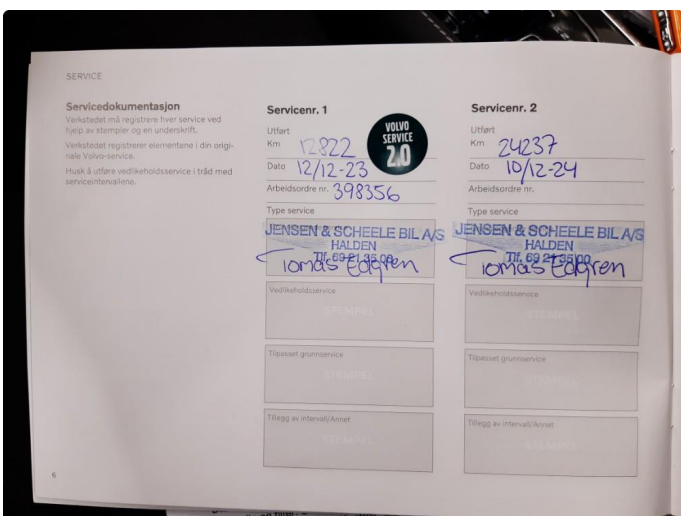 SERVICE
Servicedokumentasjon
Verkstedet må registrere hver service ved
hjelp av stempler og en underskrift.
Verkstedet registrerer elementene i din origi-
nale Volvo-service.
Husk å utføre vedlikeholdsservice i tråd med
serviceintervallene.
Servicenr. 1
Utført
Km 12822
VOLVO
SERVICE
2.0
Dato 12/12-23
Arbeidsordre nr. 398356
Type service
JENSEN & SCHEELE BIL A/S
HALDEN
Tlf. 69 21 35 00
Tomas Edgren
Vedlikeholdsservice
STEMPEL
Tilpasset grunnservice
STEMPEL
Tillegg av intervall/Annet
STEMPEL
Servicenr. 2
Utført
Km 24237
Dato 10/12-24
Arbeidsordre nr.
Type service
JENSEN & SCHEELE BIL A/S
HALDEN
Tlf. 69 21 35 00
Tomas Edgren
Vedlikeholdsservice
STEMPEL
Tilpasset grunnservice
STEMPEL
Tillegg av intervall/Annet
STEMPEL
6